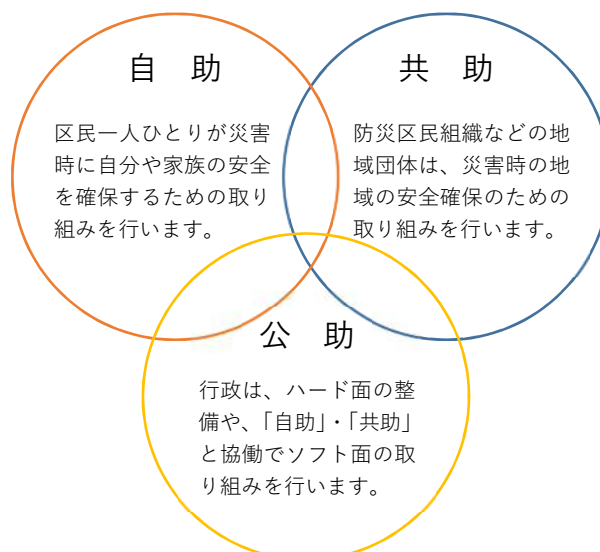 自　助
区民一人ひとりが災害
時に自分や家族の安全
を確保するための取り
組みを行います。
共　助
防災区民組織などの地
域団体は、災害時の地
域の安全確保のための
取り組みを行います。
公　助
行政は、ハード面の整
備や、「自助」・「共助」
と協働でソフト面の取
り組みを行います。